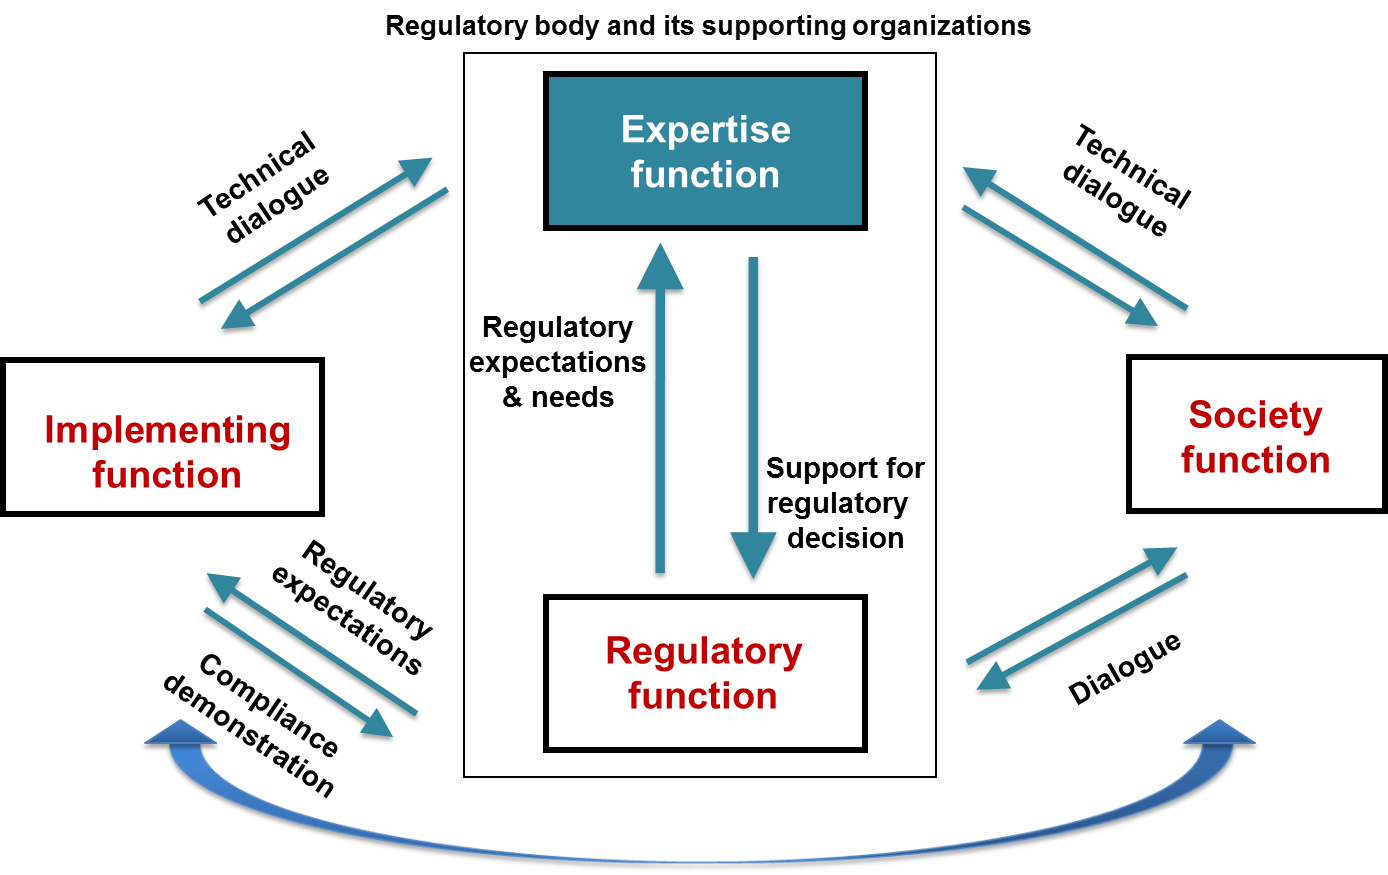 Regulatory body and its supporting organizations
Expertise
function
Technical
dialogue
Technical
dialogue
Regulatory
expectations
& needs
Support for
regulatory
decision
Implementing
function
Society
function
Regulatory
expectations
Compliance
demonstration
Regulatory
function
Dialogue